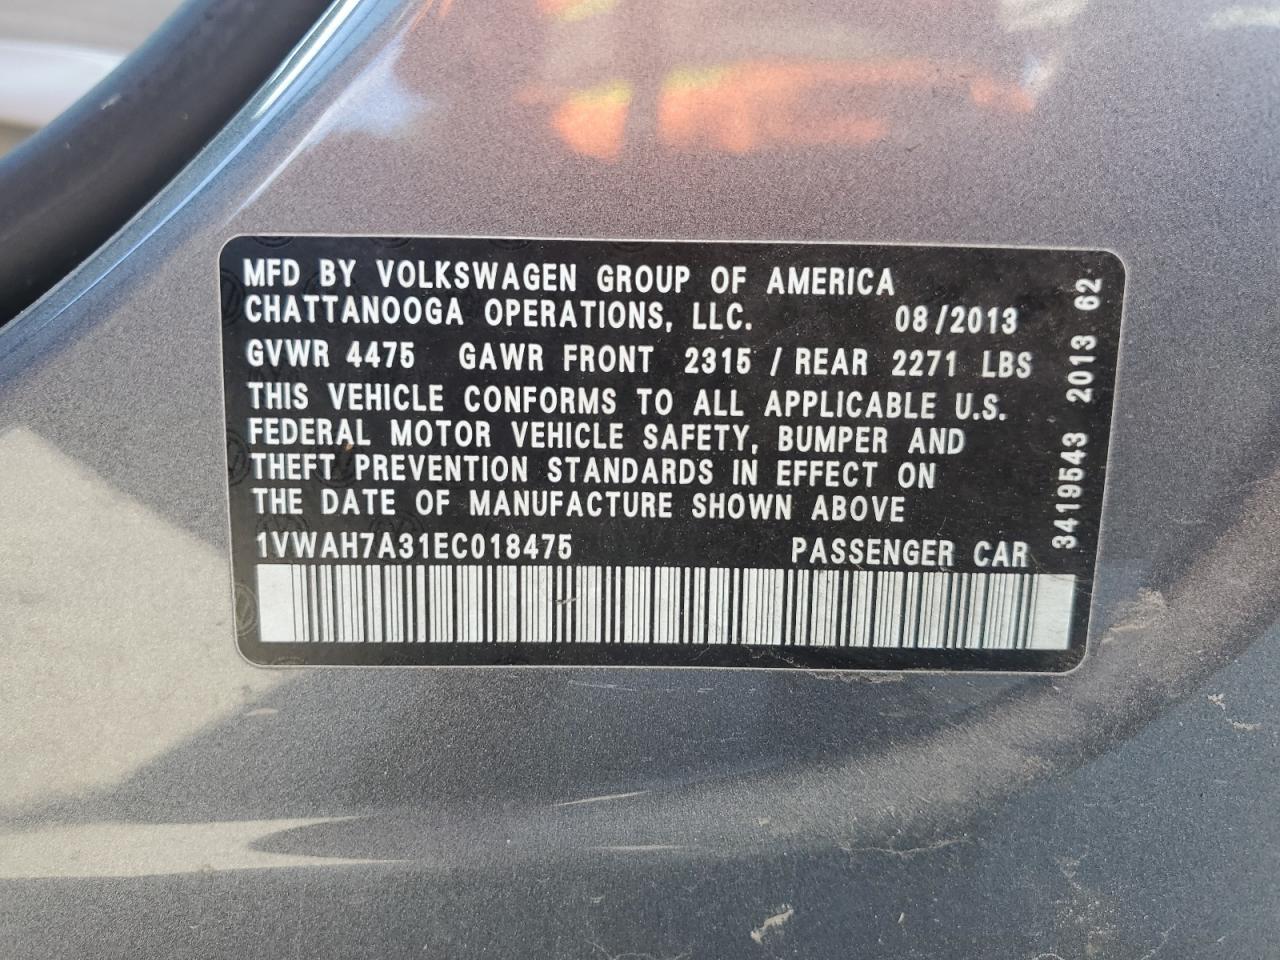 MFD BY VOLKSWAGEN GROUP OF AMERICA
CHATTANOOGA OPERATIONS, LLC. 08/2013
GVWR 4475 GAWR FRONT 2315 / REAR 2271 LBS
THIS VEHICLE CONFORMS TO ALL APPLICABLE U.S.
FEDERAL MOTOR VEHICLE SAFETY, BUMPER AND
THEFT PREVENTION STANDARDS IN EFFECT ON
THE DATE OF MANUFACTURE SHOWN ABOVE
1VWAH7A31EC018475 PASSENGER CAR
3419543 2013 62